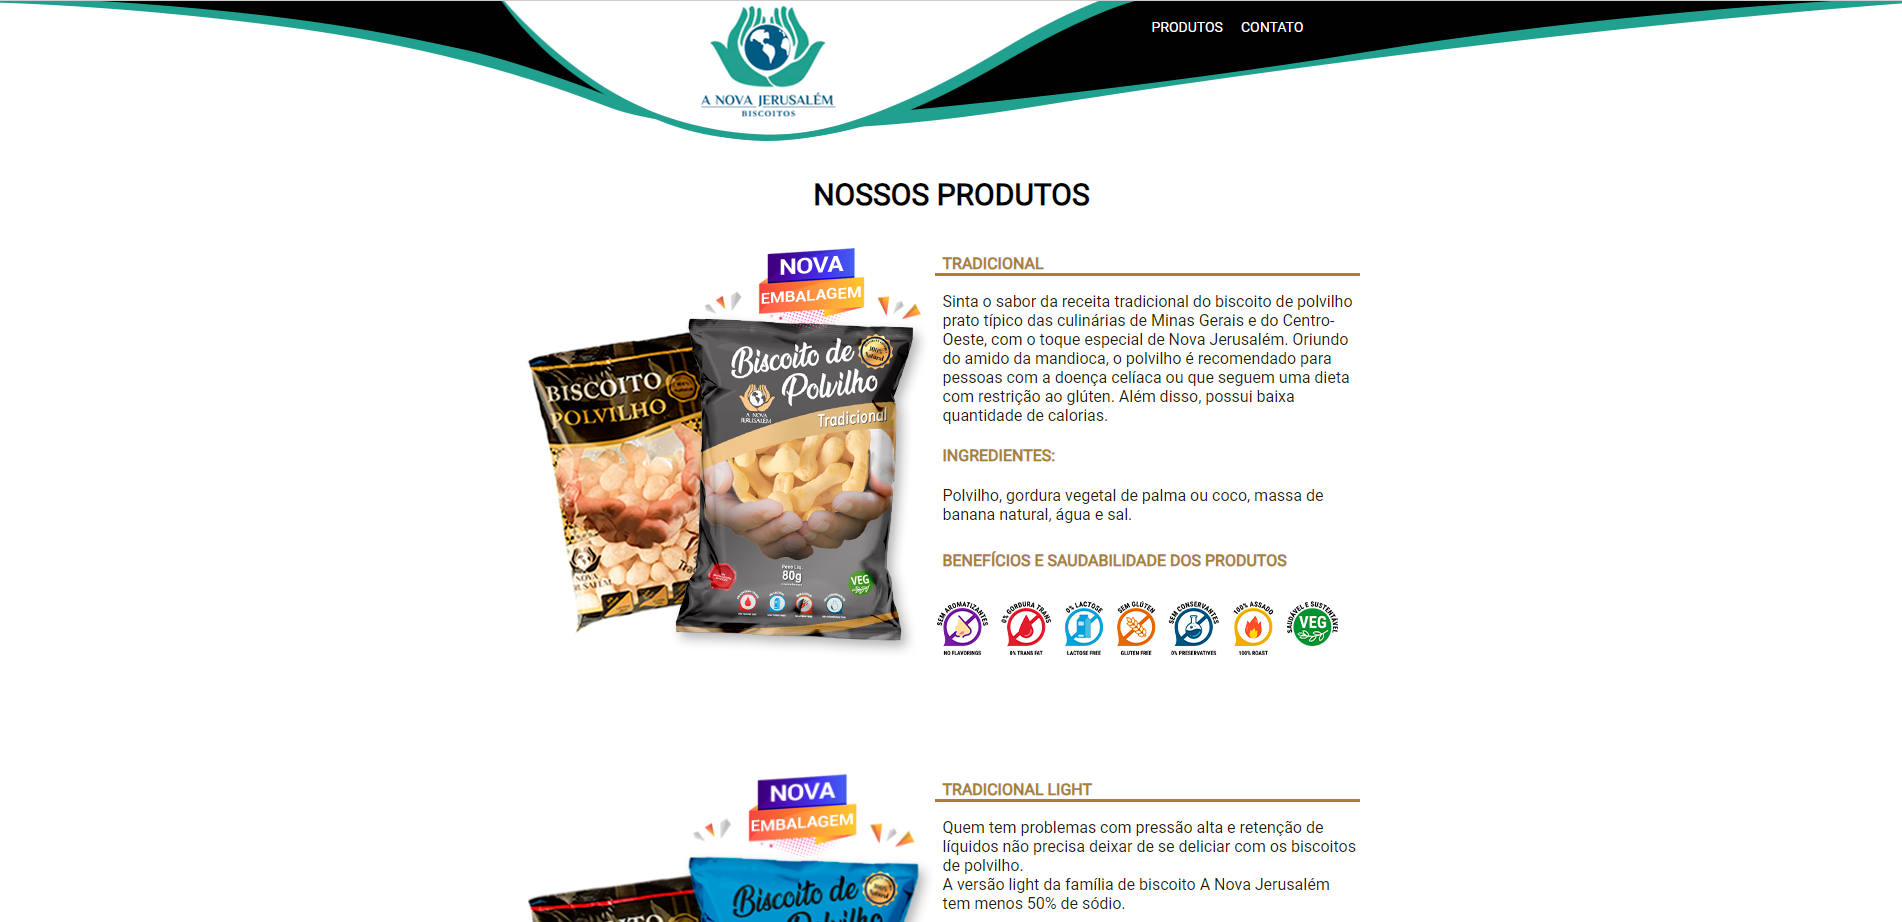 A NOVA JERUSALÉM
BISCOITOS
PRODUTOS CONTATO
NOSSOS PRODUTOS
NOVA
EMBALAGEM
BISCOITO
POLVILHO
Biscoito de
Polvilho
100%
Natural
A NOVA
JERUSALÉM
Tradicional
80g
VEG
TRADICIONAL
Sinta o sabor da receita tradicional do biscoito de polvilho
prato típico das culinárias de Minas Gerais e do Centro-
Oeste, com o toque especial de Nova Jerusalém. Oriundo
do amido da mandioca, o polvilho é recomendado para
pessoas com a doença celíaca ou que seguem uma dieta
com restrição ao glúten. Além disso, possui baixa
quantidade de calorias.
INGREDIENTES:
Polvilho, gordura vegetal de palma ou coco, massa de
banana natural, água e sal.
BENEFÍCIOS E SAUDABILIDADE DOS PRODUTOS
SEM AROMATIZANTES
NO FLAVORINGS
0% GORDURA TRANS
0% TRANS FAT
0% LACTOSE
LACTOSE FREE
SEM GLÚTEN
GLUTEN FREE
SEM CONSERVANTES
0% PRESERVATIVES
100% ASSADO
100% ROAST
SAUDÁVEL E SUSTENTÁVEL
VEG
NOVA
EMBALAGEM
Biscoito de
Polvilho
TRADICIONAL LIGHT
Quem tem problemas com pressão alta e retenção de
líquidos não precisa deixar de se deliciar com os biscoitos
de polvilho.
A versão light da família de biscoito A Nova Jerusalém
tem menos 50% de sódio.